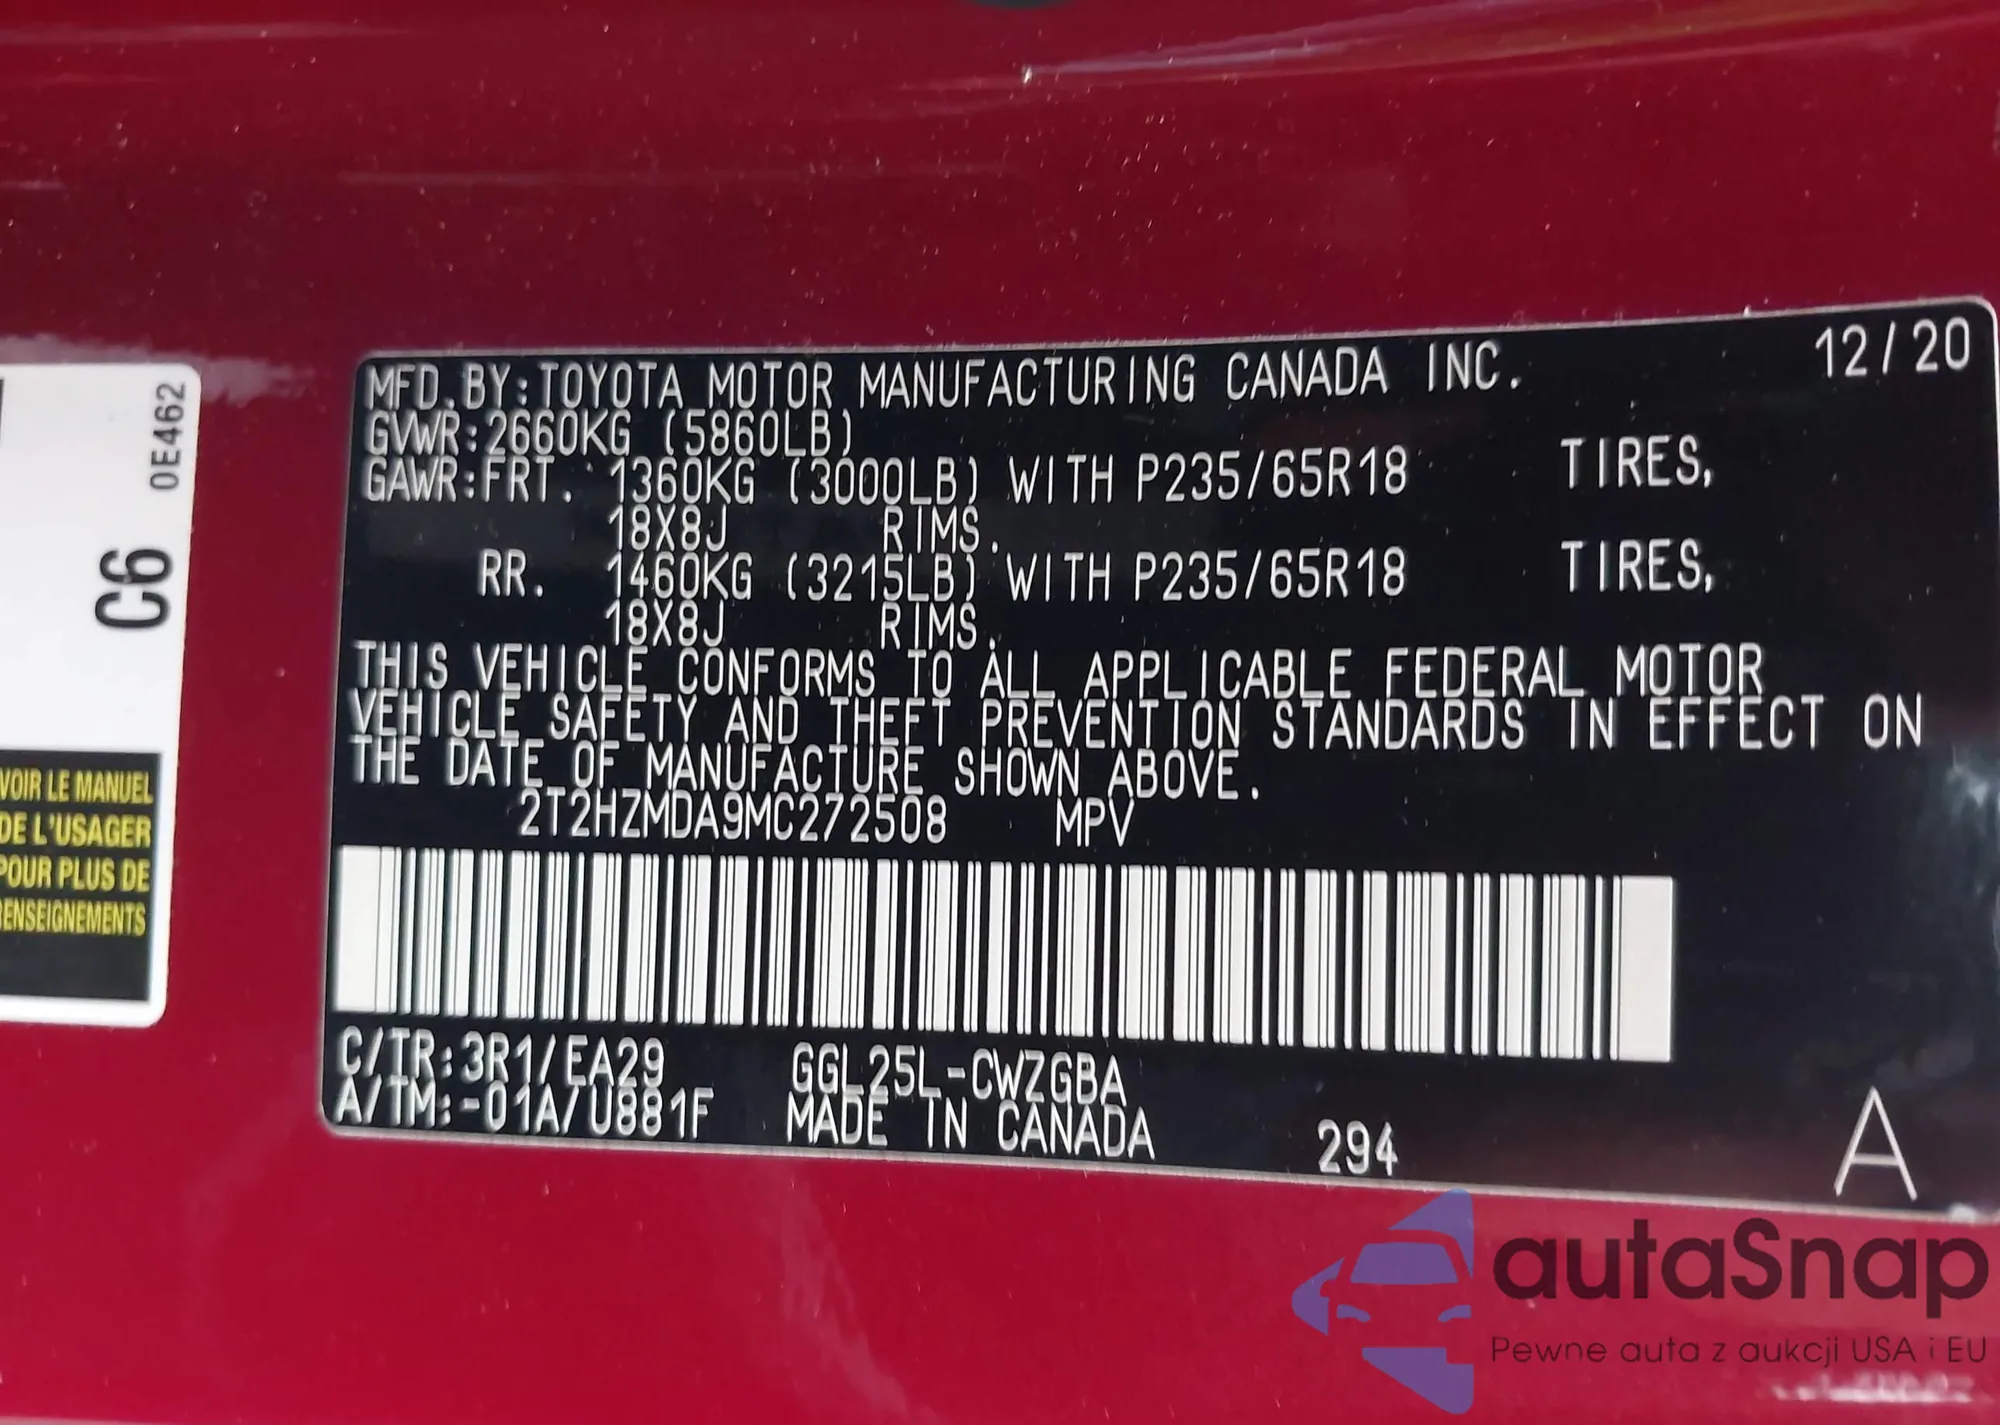 0E462
C6
VOIR LE MANUEL
DE L'USAGER
POUR PLUS DE
RENSEIGNEMENTS
12/20
MFD.BY:TOYOTA MOTOR MANUFACTURING CANADA INC.
GVWR:2660KG (5860LB)
GAWR:FRT. 1360KG (3000LB) WITH P235/65R18 TIRES,
18X8J RIMS.
RR. 1460KG (3215LB) WITH P235/65R18 TIRES,
18X8J RIMS.
THIS VEHICLE CONFORMS TO ALL APPLICABLE FEDERAL MOTOR
VEHICLE SAFETY AND THEFT PREVENTION STANDARDS IN EFFECT ON
THE DATE OF MANUFACTURE SHOWN ABOVE.
2T2HZMDA9MC272508 MPV
C/TR:3R1/EA29 GGL25L-CWZGBA
A/TM:-01A/U881F MADE IN CANADA 294
A
autaSnap
Pewne auta z aukcji USA i EU